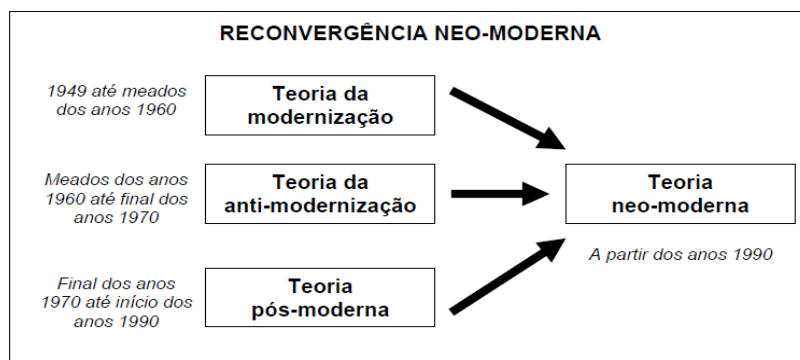 RECONVERGÊNCIA NEO-MODERNA
1949 até meados
dos anos 1960
Teoria da
modernização
Meados dos anos
1960 até final dos
anos 1970
Teoria da
anti-modernização
Teoria
neo-moderna
A partir dos anos 1990
Final dos anos
1970 até início dos
anos 1990
Teoria
pós-moderna